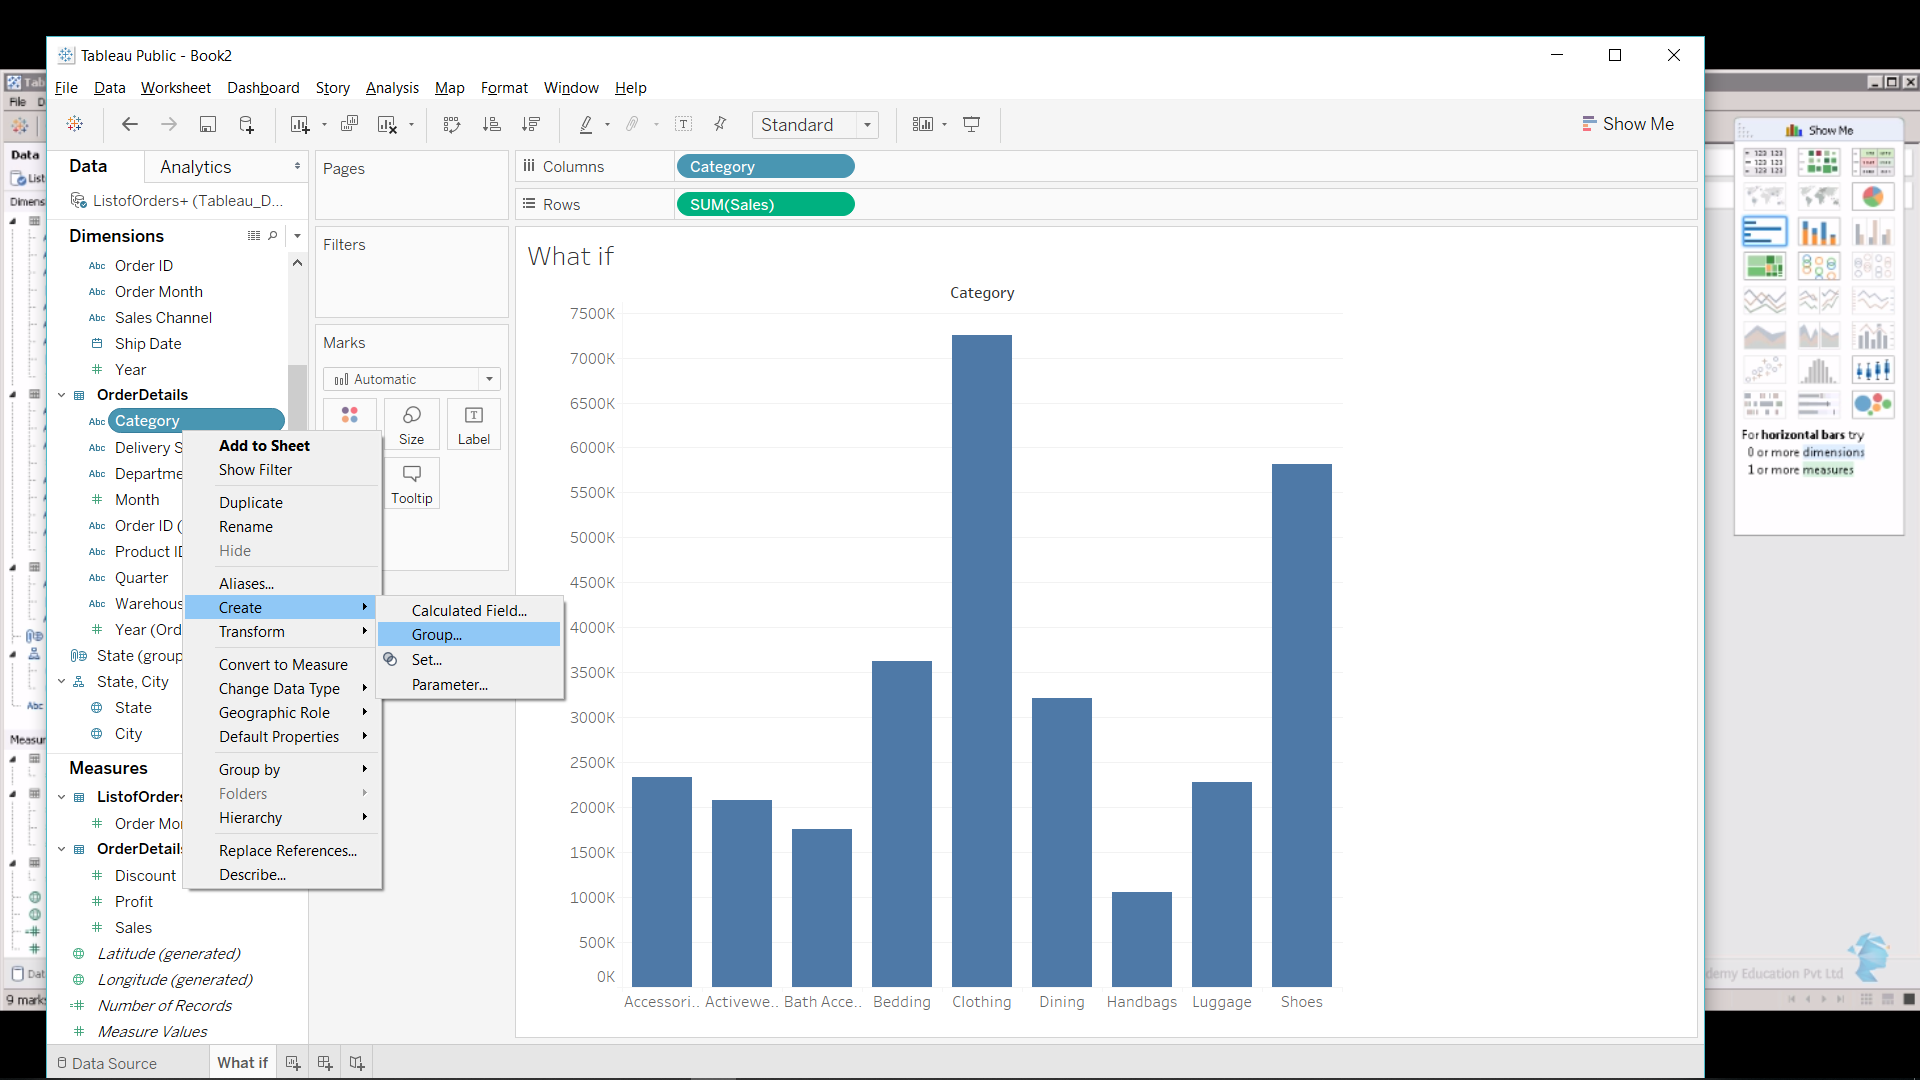 Tableau Public - Book2
File Data Worksheet Dashboard Story Analysis Map Format Window Help
Standard
Show Me
Data
Analytics
ListofOrders+ (Tableau_D...
Dimensions
Abc Order ID
Abc Order Month
Abc Sales Channel
Ship Date
# Year
OrderDetails
Abc Category
Abc Delivery S
Abc Departme
# Month
Abc Order ID (
Abc Product ID
Abc Quarter
Abc Warehous
# Year (Ord
State (group
State, City
State
City
Measures
ListofOrders
# Order Mo
OrderDetails
# Discount
# Profit
# Sales
Latitude (generated)
Longitude (generated)
Number of Records
# Measure Values
Add to Sheet
Show Filter
Duplicate
Rename
Hide
Aliases...
Create
Transform
Convert to Measure
Change Data Type
Geographic Role
Default Properties
Group by
Folders
Hierarchy
Replace References...
Describe...
Calculated Field...
Group...
Set...
Parameter...
Pages
Filters
Marks
Automatic
Size
Label
Tooltip
Columns
Category
Rows
SUM(Sales)
What if
Category
7500K
7000K
6500K
6000K
5500K
5000K
4500K
4000K
3500K
3000K
2500K
2000K
1500K
1000K
500K
0K
Accessori.. Activewe.. Bath Acce.. Bedding Clothing Dining Handbags Luggage Shoes
Data Source
What if
Tab
File D
Data
List
Dimens
Abc
Measur
Dat
9 mark
Show Me
For horizontal bars try
0 or more dimensions
1 or more measures
demy Education Pvt Ltd